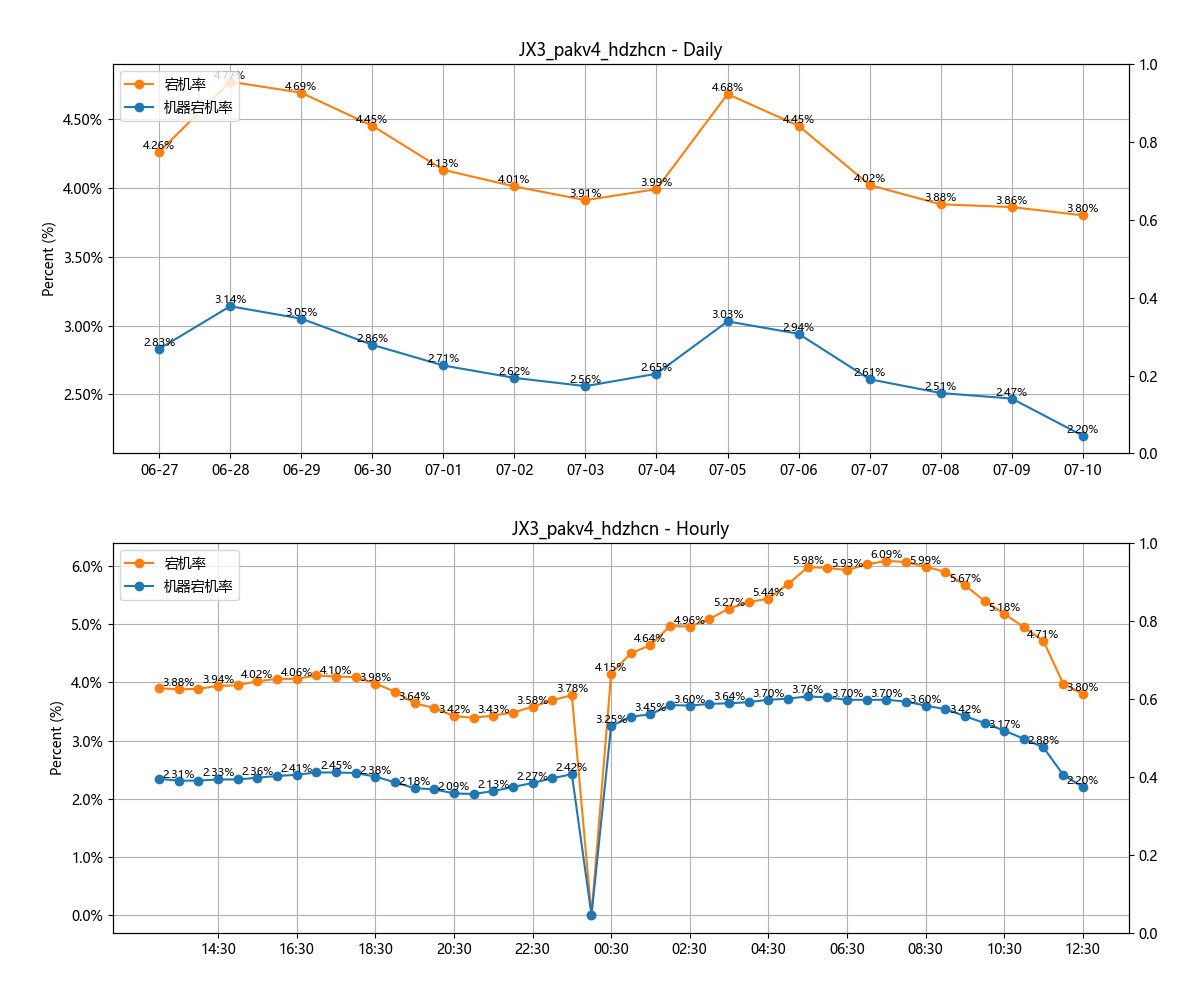 JX3_pakv4_hdzhcn - Daily
宕机率
机器宕机率
Percent (%)
4.50%
4.00%
3.50%
3.00%
2.50%
1.0
0.8
0.6
0.4
0.2
0.0
4.26% 4.77% 4.69% 4.45% 4.13% 4.01% 3.91% 3.99% 4.68% 4.45% 4.02% 3.88% 3.86% 3.80%
2.83% 3.14% 3.05% 2.86% 2.71% 2.62% 2.56% 2.65% 3.03% 2.94% 2.61% 2.51% 2.47% 2.20%
06-27 06-28 06-29 06-30 07-01 07-02 07-03 07-04 07-05 07-06 07-07 07-08 07-09 07-10
JX3_pakv4_hdzhcn - Hourly
宕机率
机器宕机率
Percent (%)
6.0%
5.0%
4.0%
3.0%
2.0%
1.0%
0.0%
1.0
0.8
0.6
0.4
0.2
0.0
3.88% 3.94% 4.02% 4.06% 4.10% 3.98% 3.64% 3.42% 3.43% 3.58% 3.78% 4.15% 4.64% 4.96% 5.27% 5.44% 5.98% 5.93% 6.09% 5.99% 5.67% 5.18% 4.71% 3.80%
2.31% 2.33% 2.36% 2.41% 2.45% 2.38% 2.18% 2.09% 2.13% 2.27% 2.42% 3.25% 3.45% 3.60% 3.64% 3.70% 3.76% 3.70% 3.70% 3.60% 3.42% 3.17% 2.88% 2.20%
14:30 16:30 18:30 20:30 22:30 00:30 02:30 04:30 06:30 08:30 10:30 12:30